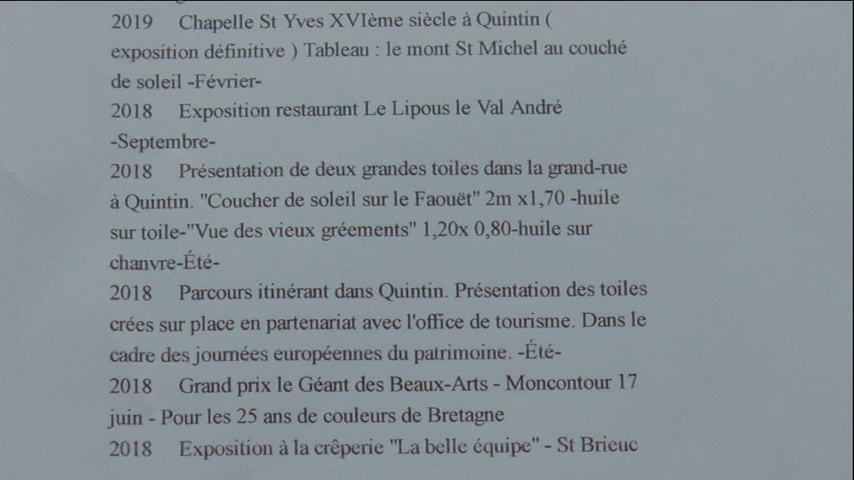 2019 Chapelle St Yves XVIème siècle à Quintin (
exposition définitive ) Tableau : le mont St Michel au couché
de soleil -Février-
2018 Exposition restaurant Le Lipous le Val André
-Septembre-
2018 Présentation de deux grandes toiles dans la grand-rue
à Quintin. "Coucher de soleil sur le Faouët" 2m x1,70 -huile
sur toile-"Vue des vieux gréements" 1,20x 0,80-huile sur
chanvre-Été-
2018 Parcours itinérant dans Quintin. Présentation des toiles
crées sur place en partenariat avec l'office de tourisme. Dans le
cadre des journées européennes du patrimoine. -Été-
2018 Grand prix le Géant des Beaux-Arts - Moncontour 17
juin - Pour les 25 ans de couleurs de Bretagne
2018 Exposition à la crêperie "La belle équipe" - St Brieuc